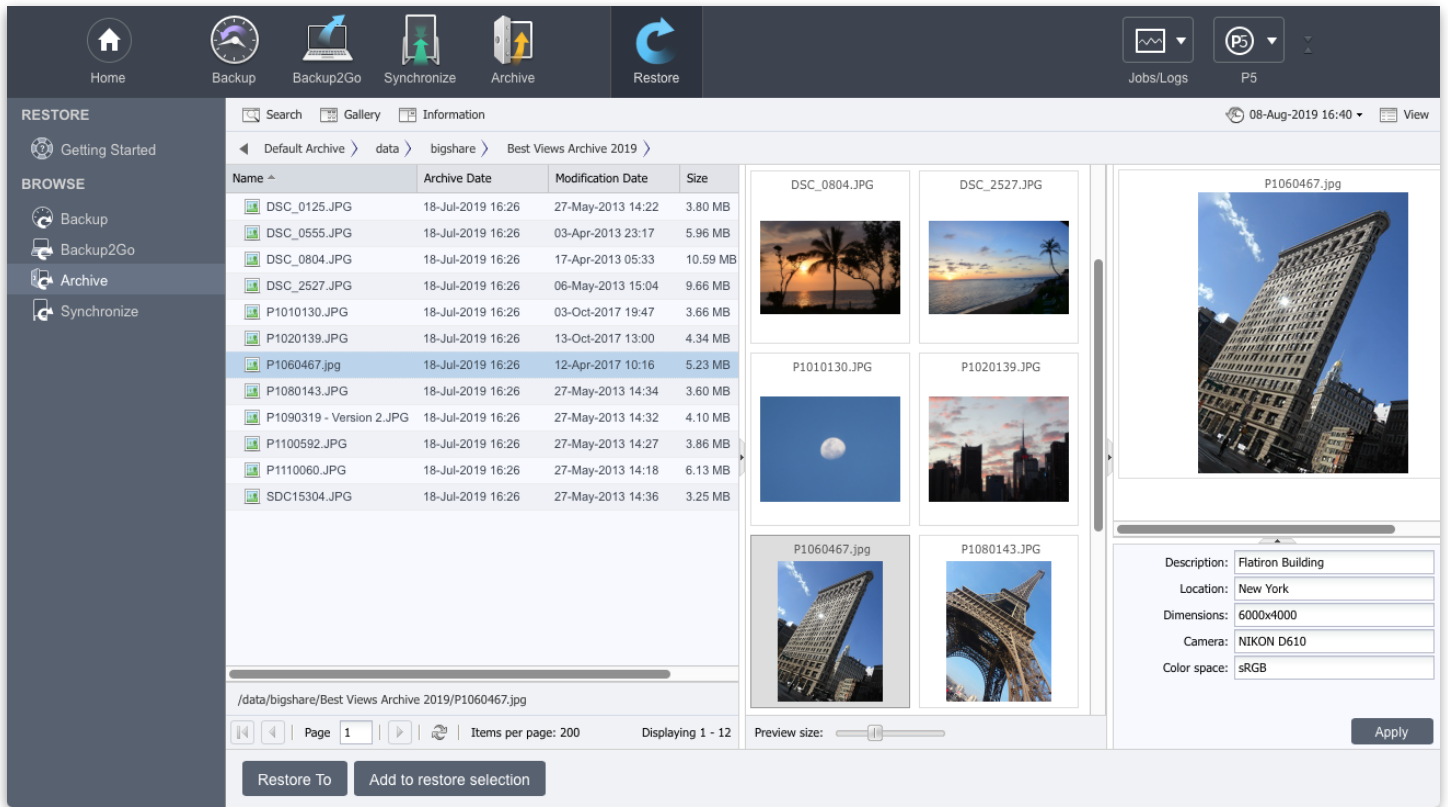 Home
Backup
Backup2Go
Synchronize
Archive
Restore
Jobs/Logs
P5
P5
RESTORE
Getting Started
BROWSE
Backup
Backup2Go
Archive
Synchronize
Search Gallery Information
08-Aug-2019 16:40 View
Default Archive data bigshare Best Views Archive 2019
Name Archive Date Modification Date Size
DSC_0125.JPG 18-Jul-2019 16:26 27-May-2013 14:22 3.80 MB
DSC_0555.JPG 18-Jul-2019 16:26 03-Apr-2013 23:17 5.96 MB
DSC_0804.JPG 18-Jul-2019 16:26 17-Apr-2013 05:33 10.59 MB
DSC_2527.JPG 18-Jul-2019 16:26 06-May-2013 15:04 9.66 MB
P1010130.JPG 18-Jul-2019 16:26 03-Oct-2017 19:47 3.66 MB
P1020139.JPG 18-Jul-2019 16:26 13-Oct-2017 13:00 4.34 MB
P1060467.jpg 18-Jul-2019 16:26 12-Apr-2017 10:16 5.23 MB
P1080143.JPG 18-Jul-2019 16:26 27-May-2013 14:34 3.60 MB
P1090319 - Version 2.JPG 18-Jul-2019 16:26 27-May-2013 14:32 4.10 MB
P1100592.JPG 18-Jul-2019 16:26 27-May-2013 14:27 3.86 MB
P1110060.JPG 18-Jul-2019 16:26 27-May-2013 14:18 6.13 MB
SDC15304.JPG 18-Jul-2019 16:26 27-May-2013 14:36 3.25 MB
/data/bigshare/Best Views Archive 2019/P1060467.jpg
Page 1 Items per page: 200 Displaying 1 - 12
DSC_0804.JPG DSC_2527.JPG
P1010130.JPG P1020139.JPG
P1060467.jpg P1080143.JPG
Preview size:
P1060467.jpg
Description: Flatiron Building
Location: New York
Dimensions: 6000x4000
Camera: NIKON D610
Color space: sRGB
Apply
Restore To Add to restore selection